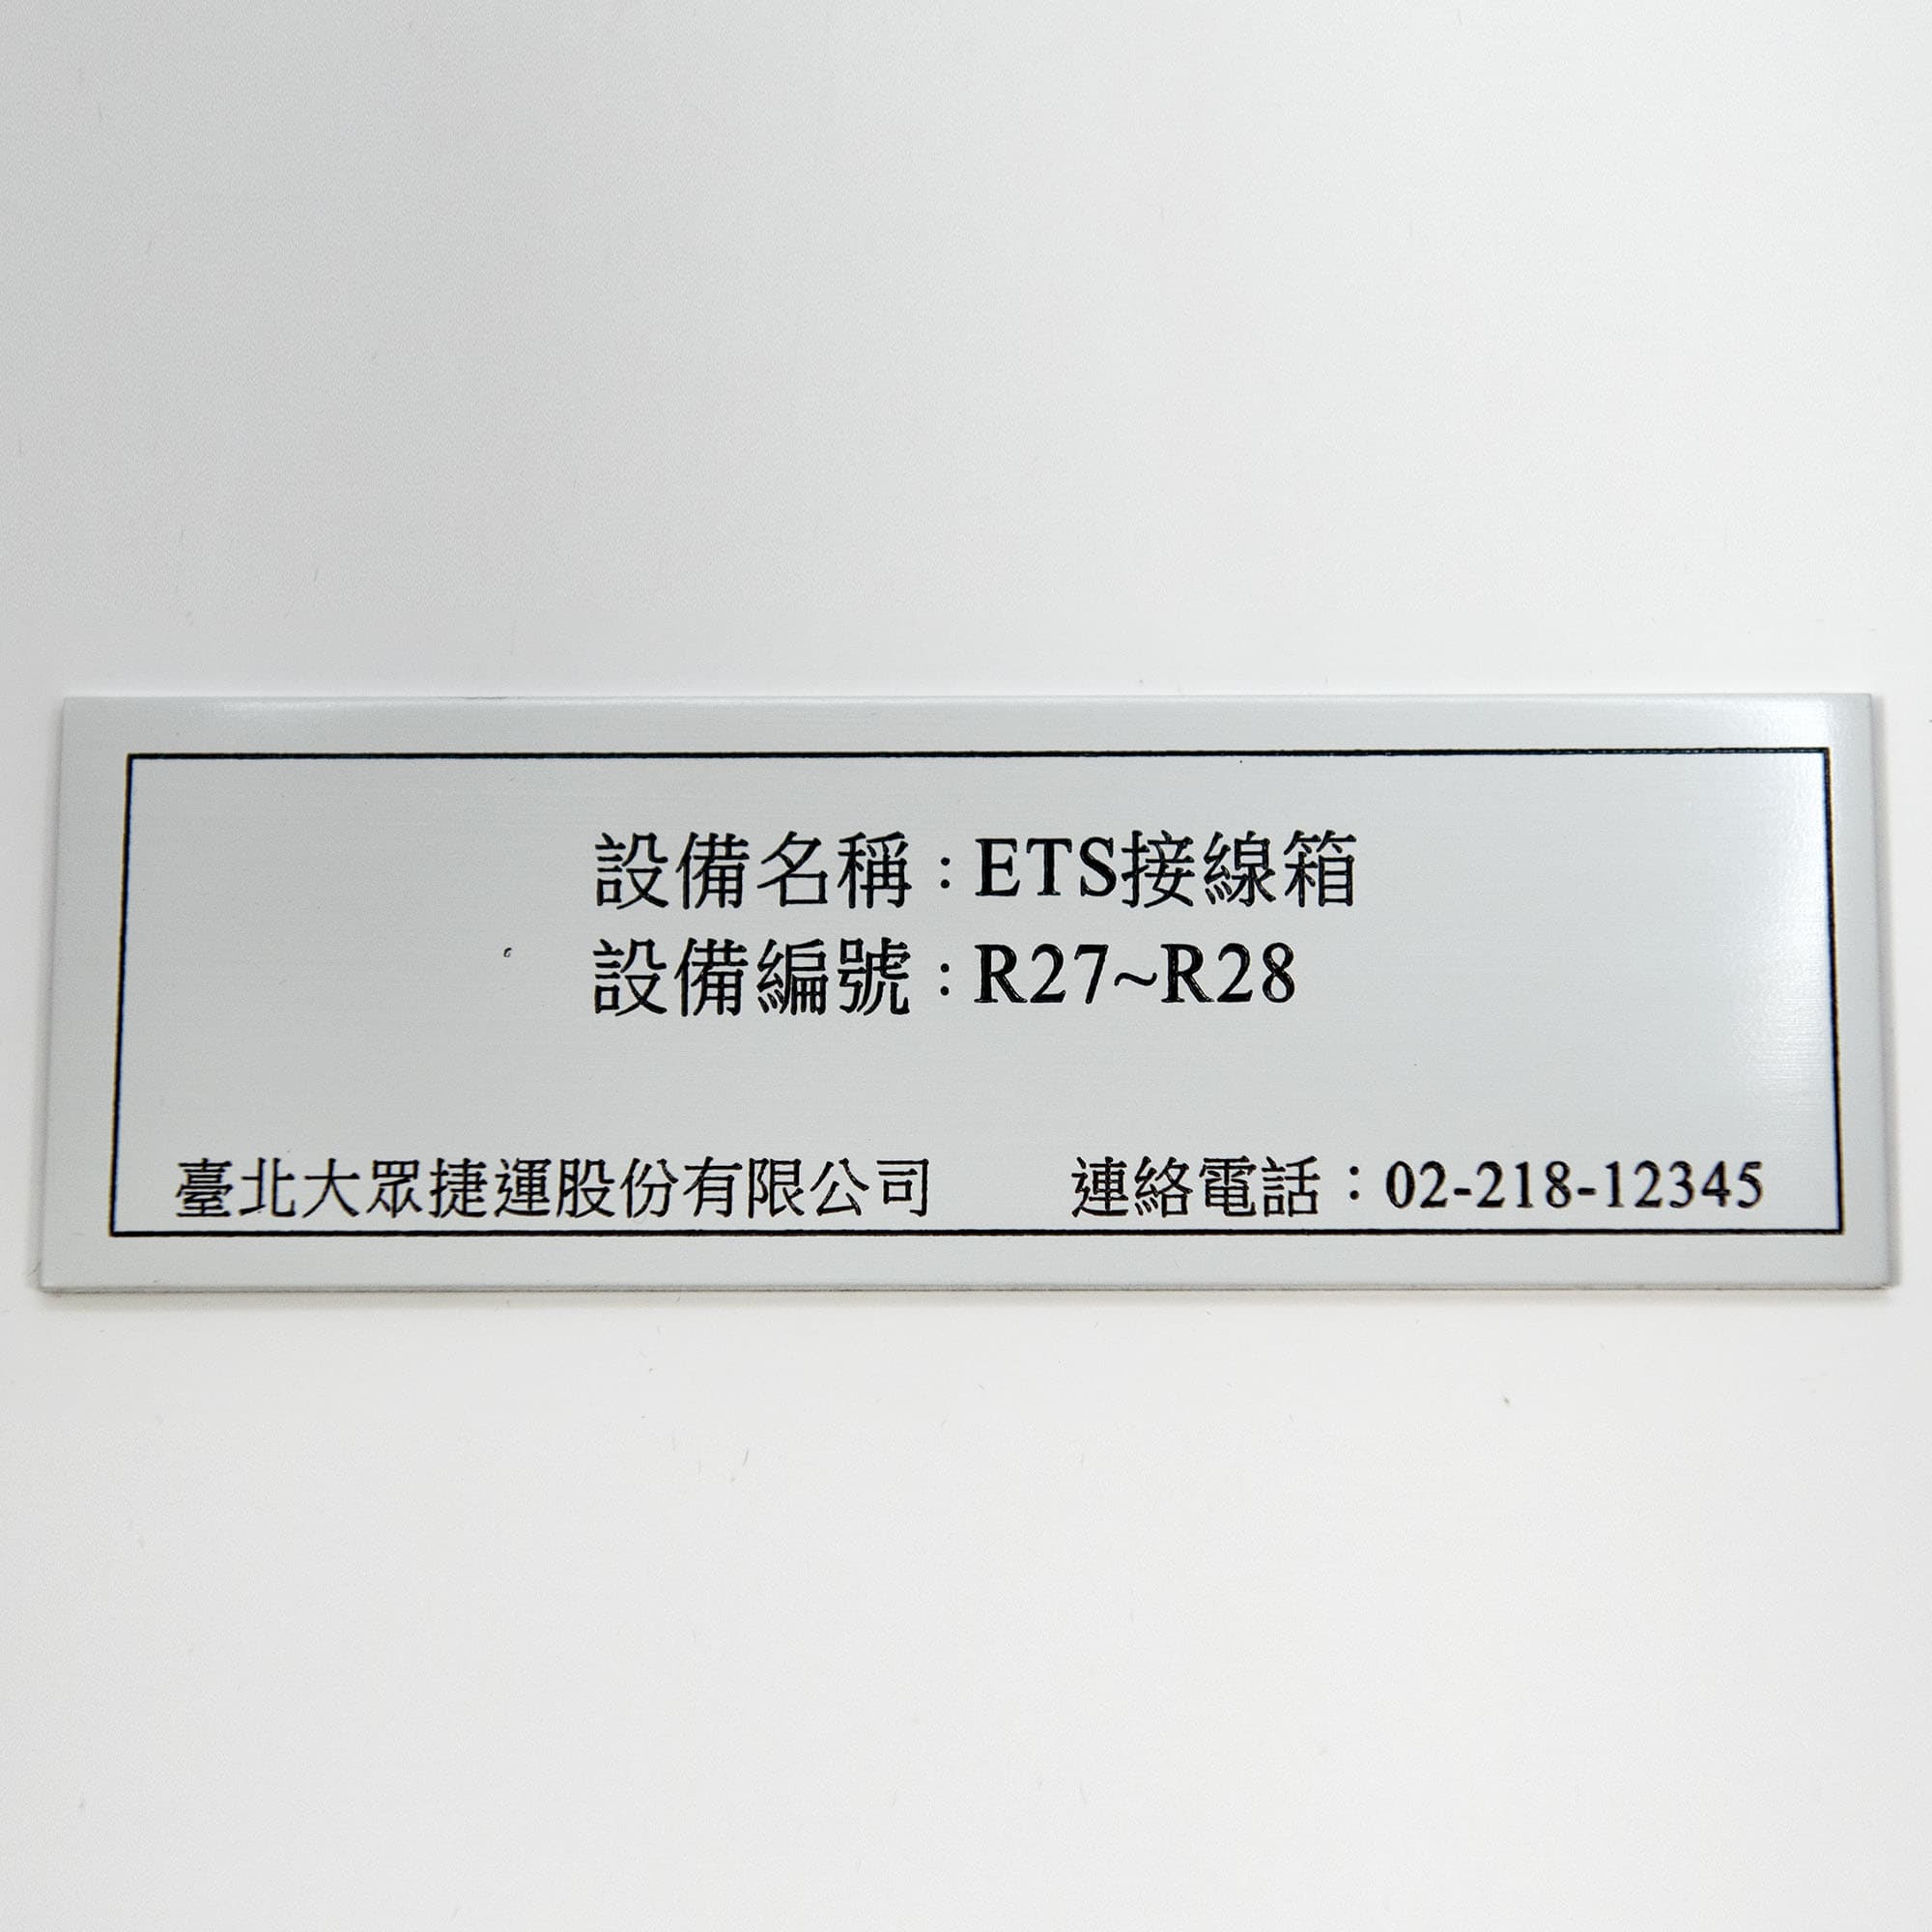 設備名稱：ETS接線箱
設備編號：R27~R28
臺北大眾捷運股份有限公司 連絡電話：02-218-12345